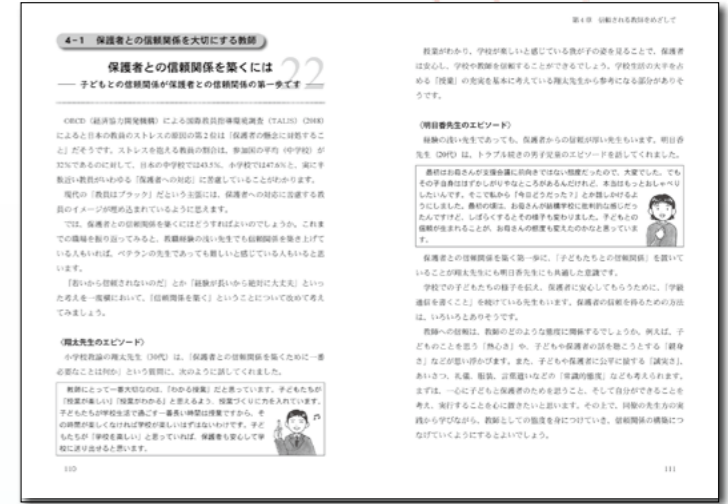 4-1 保護者との信頼関係を大切にする教師
保護者との信頼関係を築くには
22
── 子どもとの信頼関係が保護者との信頼関係の第一歩です ──
OECD(経済協力開発機構)による国際教員指導環境調査(TALIS)(2018)
によると日本の教員のストレスの原因の第2位は「保護者の懸念に対処するこ
と」だそうです。ストレスを抱える教員の割合は、参加国の平均(中学校)が
32%であるのに対して、日本の中学校では43.5%、小学校では47.6%と、実に半
数近い教員がいわゆる「保護者への対応」に苦慮していることがわかります。
現代の「教員はブラック」だという主張には、保護者への対応に苦慮する教
員のイメージが埋め込まれているように思えます。
では、保護者との信頼関係を築くにはどうすればよいのでしょうか。これま
での職場を振り返ってみると、教職経験の浅い先生でも信頼関係を築き上げて
いる人もいれば、ベテランの先生であっても難しいと感じている人もいると思
います。
「若いから信頼されないのだ」とか「経験が長いから絶対に大丈夫」といっ
た考えを一度横において、「信頼関係を築く」ということについて改めて考え
てみましょう。
〈翔太先生のエピソード〉
小学校教諭の翔太先生(30代)は、「保護者との信頼関係を築くために一番
必要なことは何か」という質問に、次のように話してくれました。
教師にとって一番大切なのは、「わかる授業」だと思っています。子どもたちが
「授業が楽しい」「授業がわかる」と思えるよう、授業づくりに力を入れています。
子どもたちが学校生活で過ごす一番長い時間は授業ですから、そ
の時間が楽しくなければ学校が楽しいはずはないわけです。子ど
もたちが「学校を楽しい」と思っていれば、保護者も安心して学
校に送り出せると思います。
110
第4章 信頼される教師をめざして
授業がわかり、学校が楽しいと感じている我が子の姿を見ることで、保護者
は安心し、学校や教師を信頼することができるでしょう。学校生活の大半を占
める「授業」の充実を基本に考えている翔太先生から参考になる部分がありそ
うです。
〈明日香先生のエピソード〉
経験の浅い先生であっても、保護者からの信頼が厚い先生もいます。明日香
先生(20代)は、トラブル続きの男子児童のエピソードを話してくれました。
最初はお母さんが支援会議に前向きではない態度だったので、大変でした。でも
その子自身ははずかしがりやなところがあるんだけれど、本当はもっとおしゃべり
したいんです。そこで私から「今日どうだった?」とか話しかけるよ
うにしました。最初の頃は、お母さんが結構学校に批判的な感じだっ
たんですけど、しばらくするとその様子も変わりました。子どもとの
信頼が生まれることが、お母さんの態度も変えたのかなと思っていま
す。
保護者との信頼関係を築く第一歩に、「子どもたちとの信頼関係」を置いて
いることが翔太先生にも明日香先生にも共通した意識です。
学校での子どもたちの様子を伝え、保護者に安心してもらうために、「学級
通信を書くこと」を続けている先生もいます。保護者の信頼を得るための方法
は、いろいろとありそうです。
教師への信頼は、教師のどのような態度に関係するでしょうか。例えば、子
どものことを思う「熱心さ」や、子どもや保護者の話を聴こうとする「親身
さ」などが思い浮かびます。また、子どもや保護者に公平に接する「誠実さ」、
あいさつ、礼儀、服装、言葉遣いなどの「常識的態度」なども考えられます。
まずは、一心に子どもと保護者のためを思うこと、そして自分ができることを
考え、実行することを心に置きたいと思います。その上で、同僚の先生方の実
践から学びながら、教師としての態度を身につけていき、信頼関係の構築につ
なげていくようにするとよいでしょう。
111